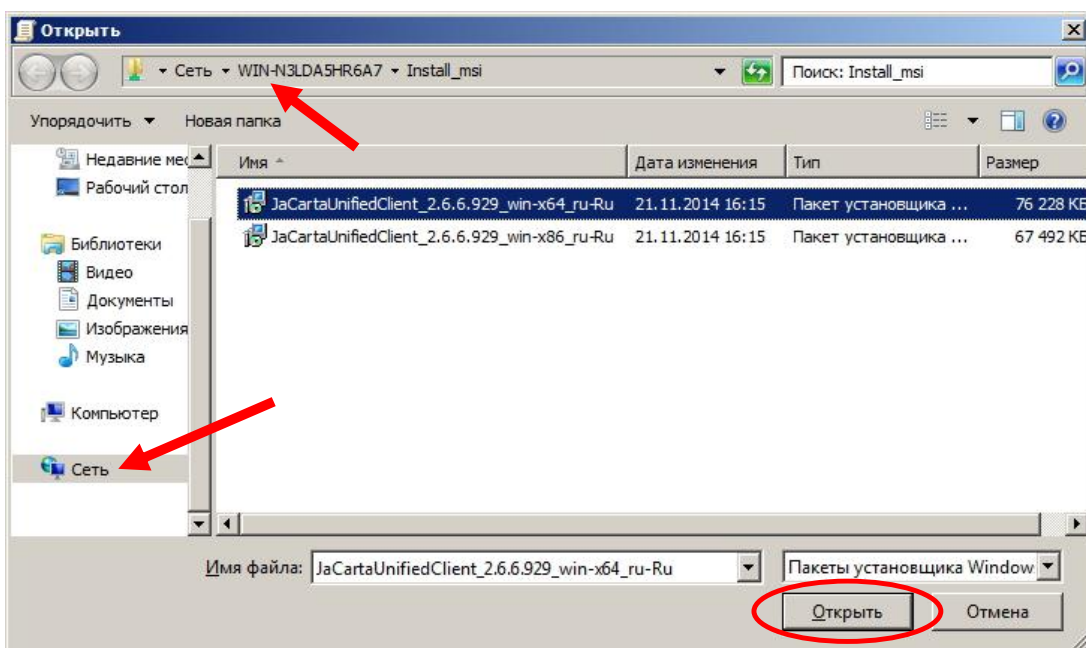 Открыть
Сеть WIN-N3LDA5HR6A7 Install_msi Поиск: Install_msi
Упорядочить Новая папка
Недавние мес
Рабочий стол
Библиотеки
Видео
Документы
Изображения
Музыка
Компьютер
Сеть
Имя Дата изменения Тип Размер
JaCartaUnifiedClient_2.6.6.929_win-x64_ru-Ru 21.11.2014 16:15 Пакет установщика ... 76 228 КБ
JaCartaUnifiedClient_2.6.6.929_win-x86_ru-Ru 21.11.2014 16:15 Пакет установщика ... 67 492 КБ
Имя файла: JaCartaUnifiedClient_2.6.6.929_win-x64_ru-Ru Пакеты установщика Window
Открыть Отмена